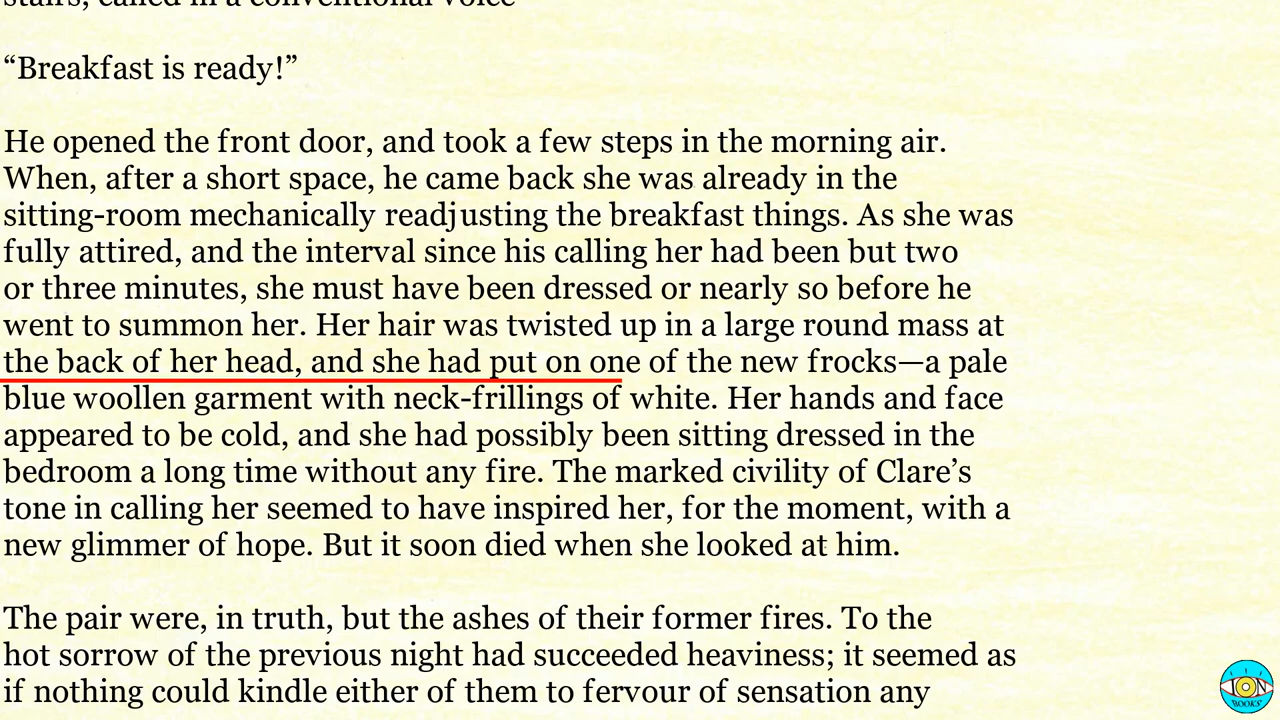 stairs, called in a conventional voice
“Breakfast is ready!”
He opened the front door, and took a few steps in the morning air.
When, after a short space, he came back she was already in the
sitting-room mechanically readjusting the breakfast things. As she was
fully attired, and the interval since his calling her had been but two
or three minutes, she must have been dressed or nearly so before he
went to summon her. Her hair was twisted up in a large round mass at
the back of her head, and she had put on one of the new frocks—a pale
blue woollen garment with neck-frillings of white. Her hands and face
appeared to be cold, and she had possibly been sitting dressed in the
bedroom a long time without any fire. The marked civility of Clare’s
tone in calling her seemed to have inspired her, for the moment, with a
new glimmer of hope. But it soon died when she looked at him.
The pair were, in truth, but the ashes of their former fires. To the
hot sorrow of the previous night had succeeded heaviness; it seemed as
if nothing could kindle either of them to fervour of sensation any
ION
BOOKS